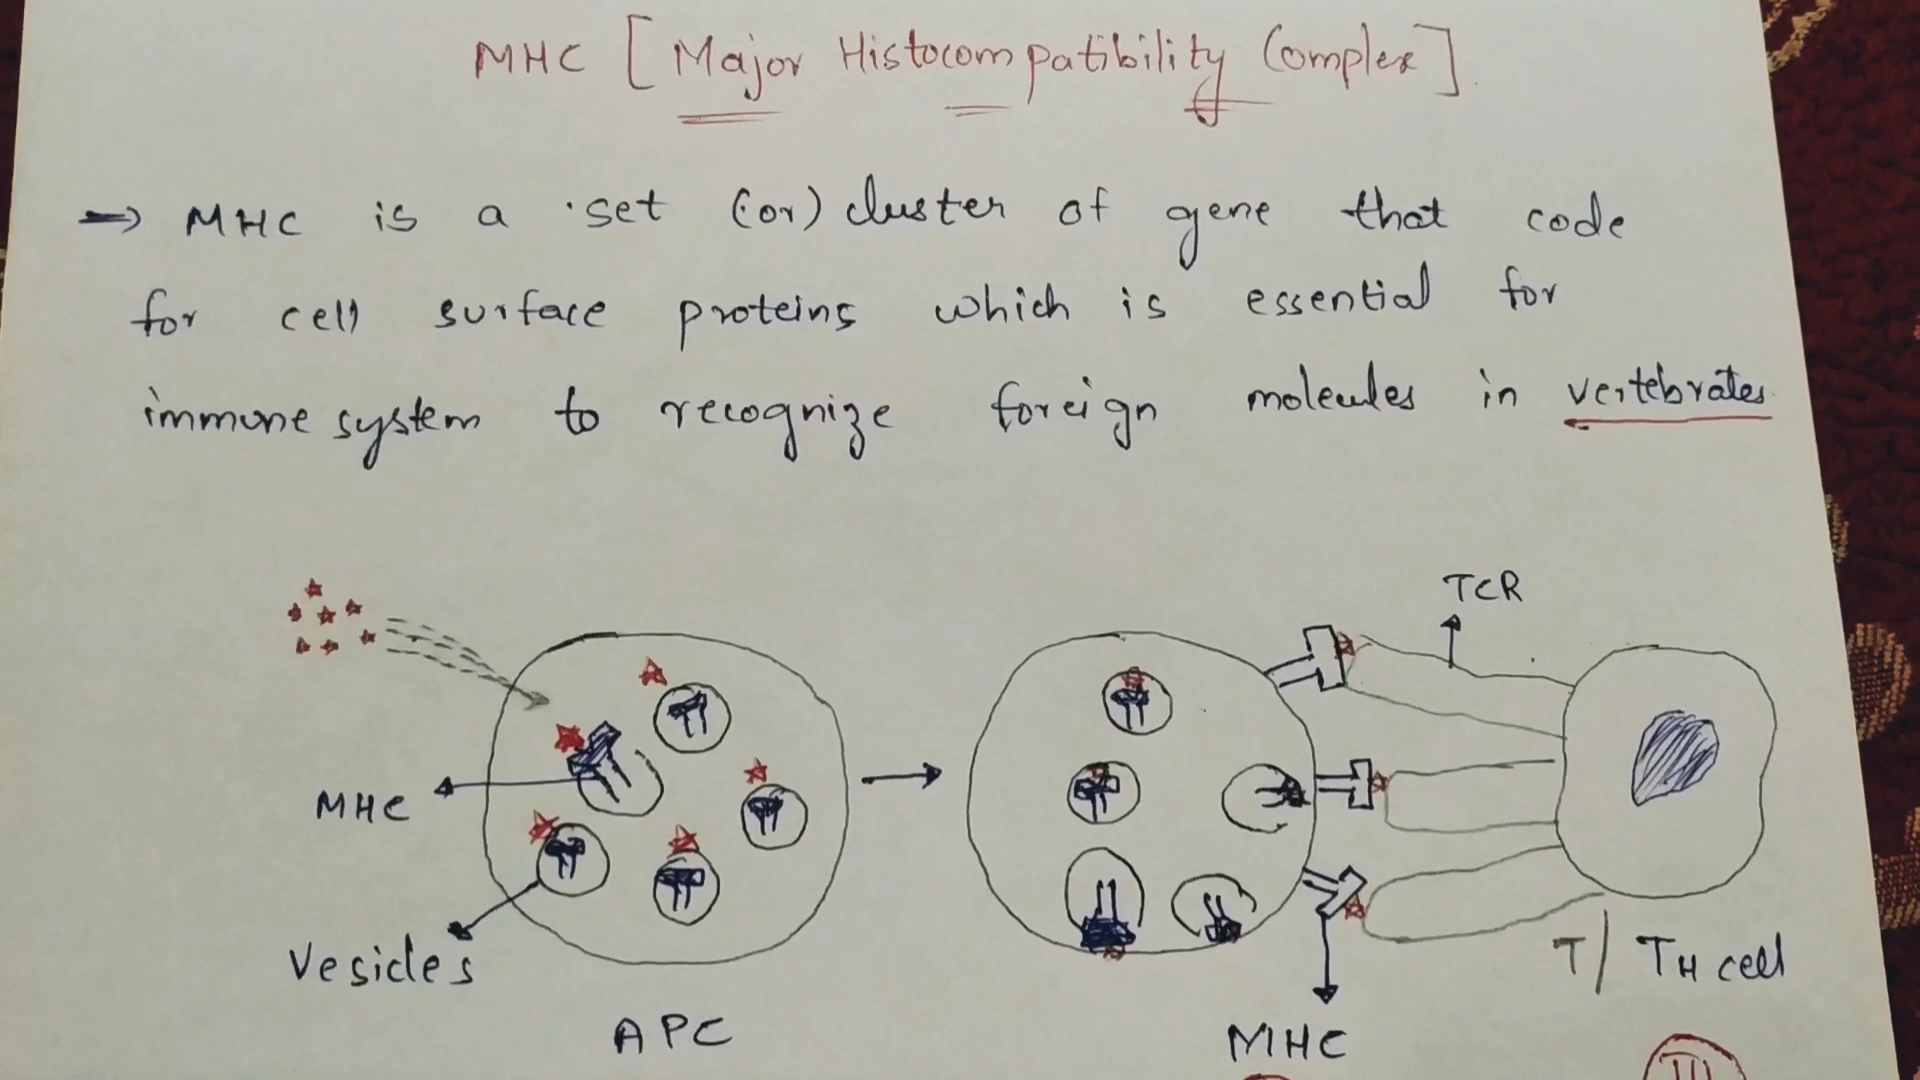 MHC [Major Histocompatibility Complex]
→ MHC is a set (or) cluster of gene that code
for cell surface proteins which is essential for
immune system to recognize foreign molecules in vertebrates
TCR
MHC
Vesicles
T/ TH cell
APC
MHC